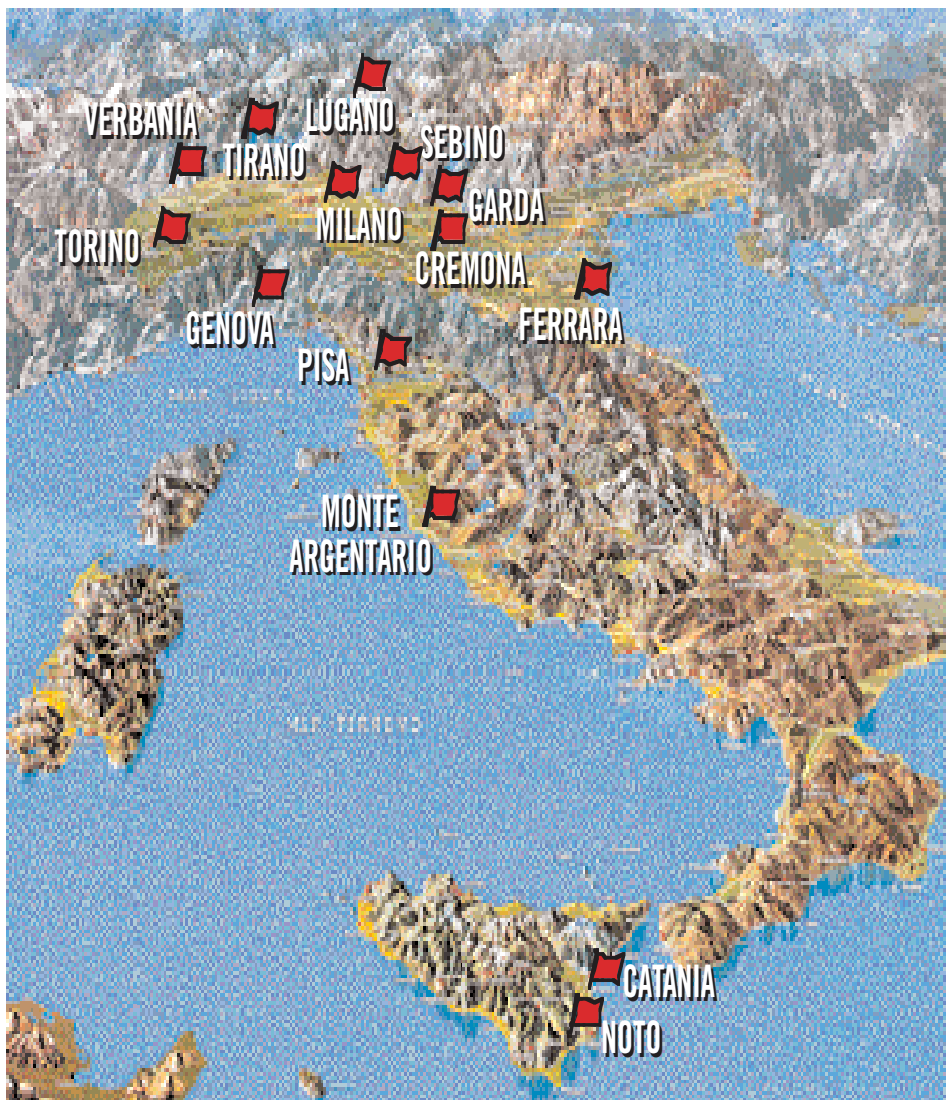 VERBANIA
LUGANO
TIRANO
SEBINO
MILANO
GARDA
TORINO
CREMONA
GENOVA
FERRARA
PISA
MONTE
ARGENTARIO
CATANIA
NOTO